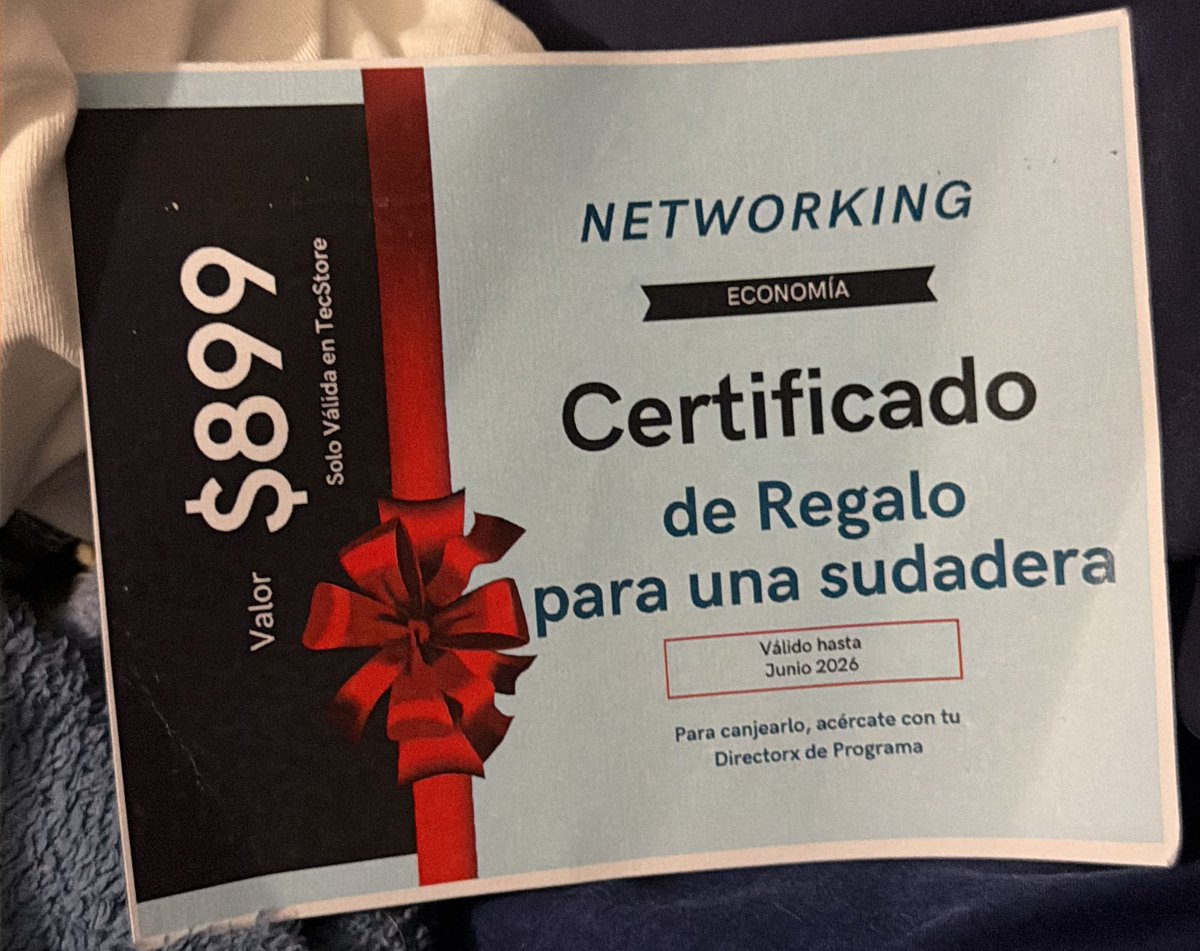 Valor $899
Solo Válida en TecStore
NETWORKING
ECONOMÍA
Certificado
de Regalo
para una sudadera
Válido hasta
Junio 2026
Para canjearlo, acércate con tu
Directorx de Programa